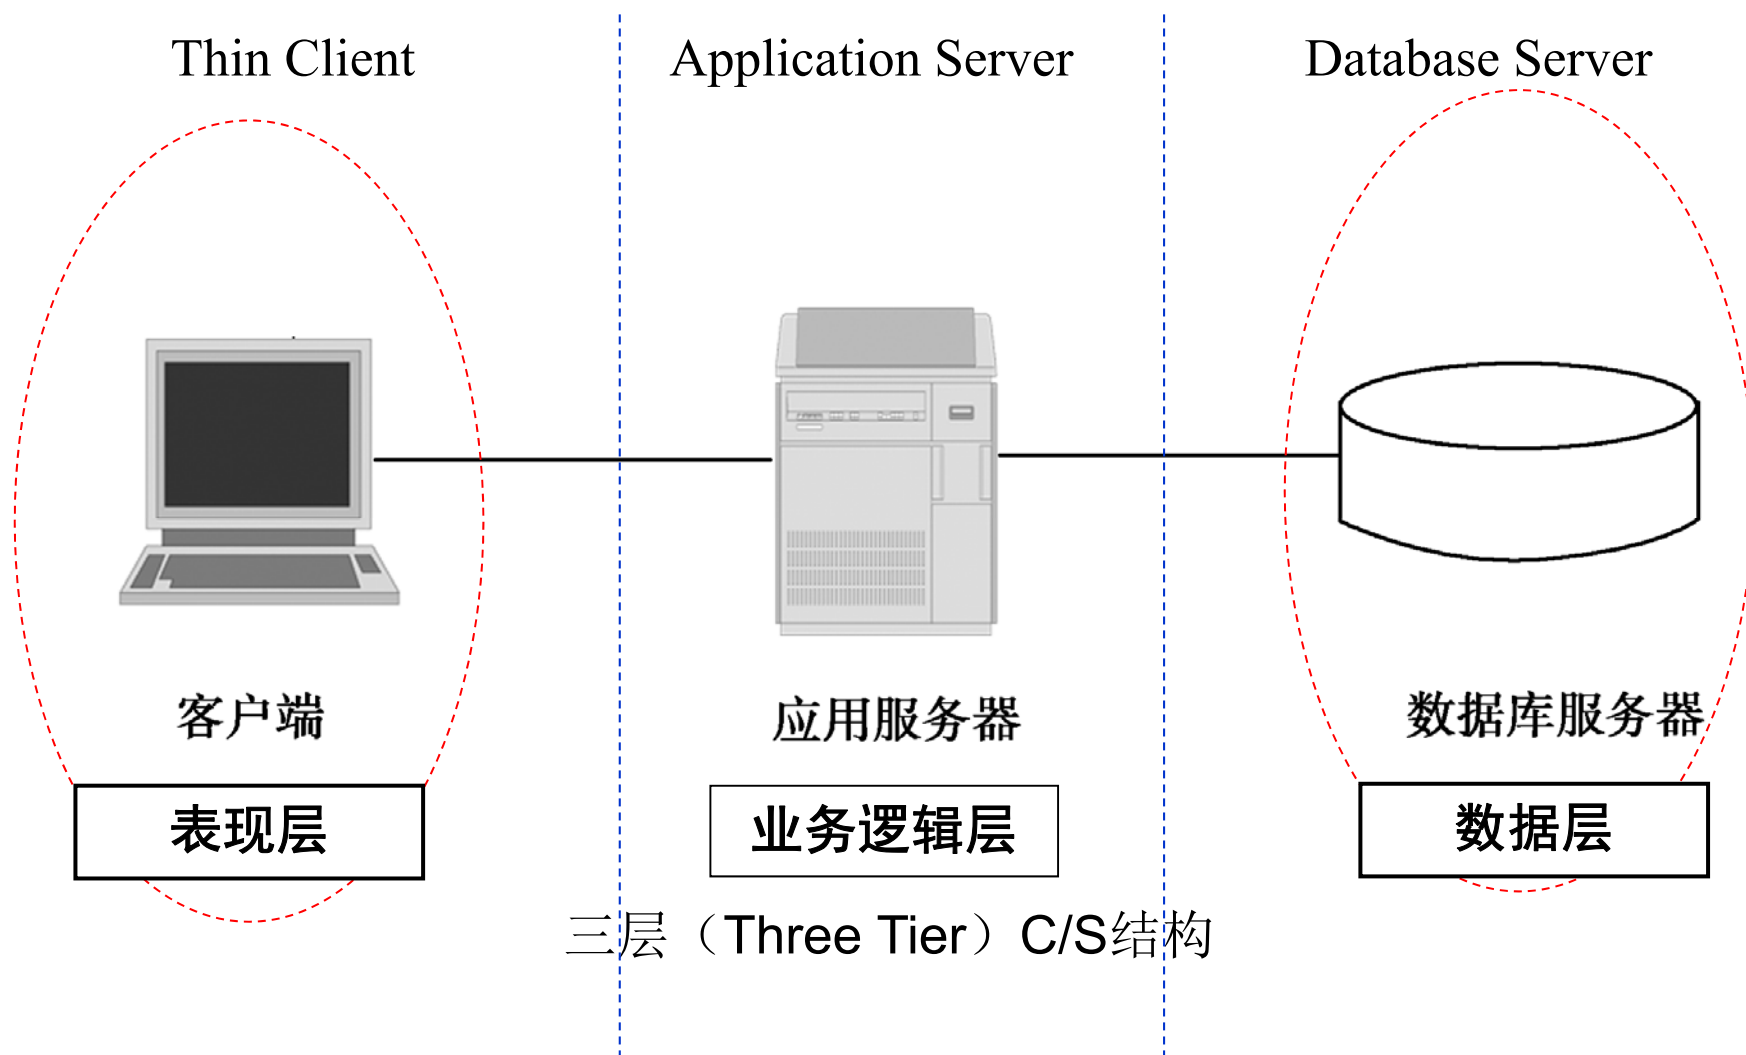 Thin Client
Application Server
Database Server
客户端
应用服务器
数据库服务器
表现层
业务逻辑层
数据层
三层（Three Tier）C/S结构